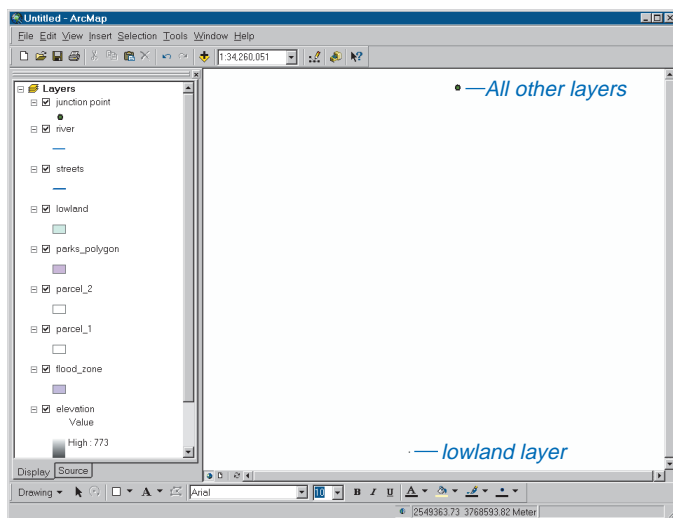 Untitled - ArcMap
File Edit View Insert Selection Tools Window Help
1:34,260,051
Layers
junction point
river
streets
lowland
parks_polygon
parcel_2
parcel_1
flood_zone
elevation
Value
High : 773
Display Source
All other layers
lowland layer
Drawing A Arial 10 B I U A
2549363.73 3768593.82 Meter